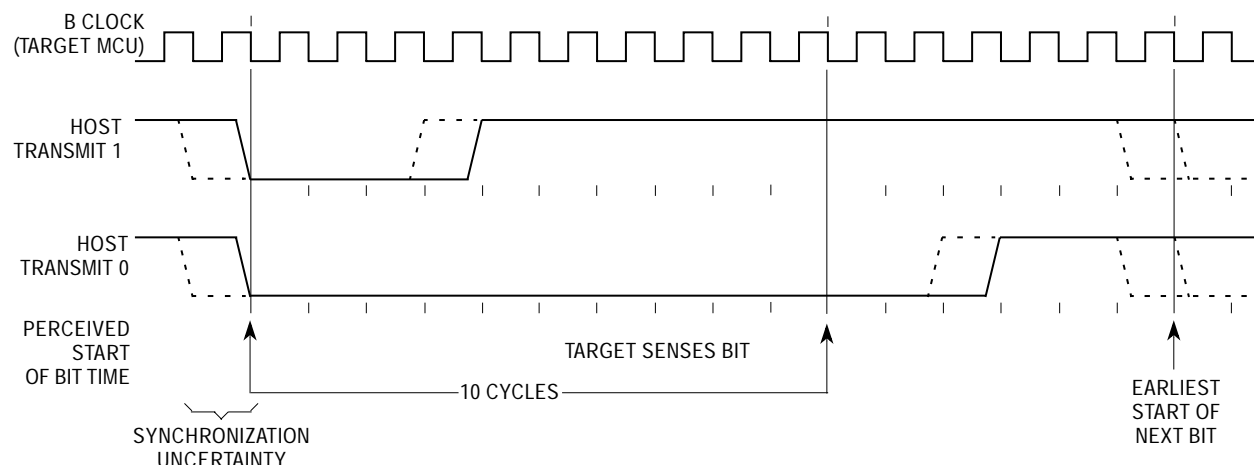 B CLOCK
(TARGET MCU)
HOST
TRANSMIT 1
HOST
TRANSMIT 0
PERCEIVED
START
OF BIT TIME
TARGET SENSES BIT
10 CYCLES
EARLIEST
START OF
NEXT BIT
SYNCHRONIZATION
UNCERTAINTY